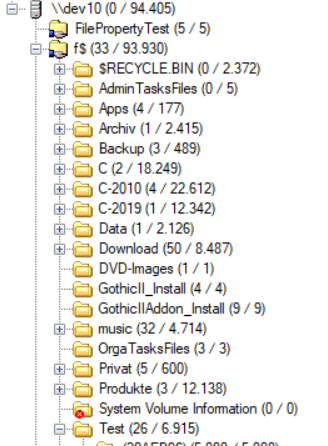 \\dev10 (0 / 94.405)
FilePropertyTest (5 / 5)
f$ (33 / 93.930)
$RECYCLE.BIN (0 / 2.372)
AdminTasksFiles (0 / 5)
Apps (4 / 177)
Archiv (1 / 2.415)
Backup (3 / 489)
C (2 / 18.249)
C-2010 (4 / 22.612)
C-2019 (1 / 12.342)
Data (1 / 2.126)
Download (50 / 8.487)
DVD-Images (1 / 1)
GothicII_Install (4 / 4)
GothicIIAddon_Install (9 / 9)
music (32 / 4.714)
OrgaTasksFiles (3 / 3)
Privat (5 / 600)
Produkte (3 / 12.138)
System Volume Information (0 / 0)
Test (26 / 6.915)